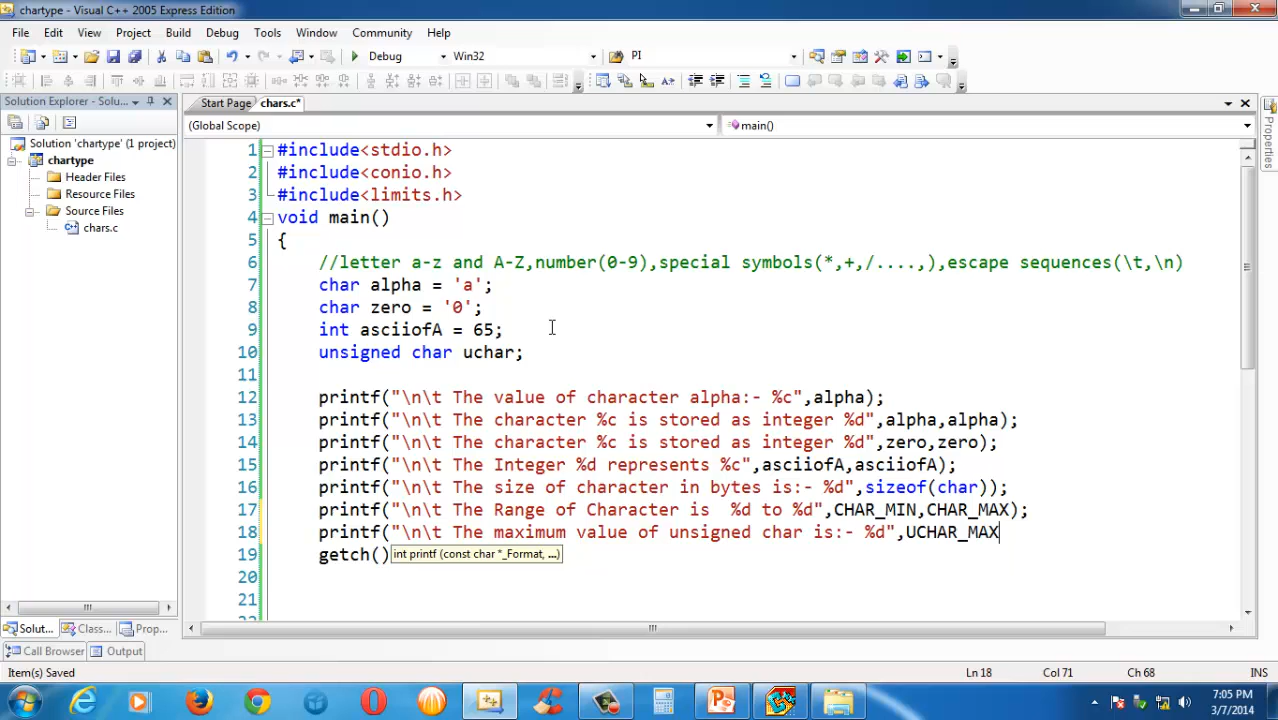 chartype - Visual C++ 2005 Express Edition
File Edit View Project Build Debug Tools Window Community Help
Debug Win32 PI
Solution Explorer - Solu...
Start Page chars.c*
(Global Scope) main()
Solution 'chartype' (1 project)
chartype
Header Files
Resource Files
Source Files
chars.c
1 #include<stdio.h>
2 #include<conio.h>
3 #include<limits.h>
4 void main()
5 {
6 //letter a-z and A-Z,number(0-9),special symbols(*,+,/....,),escape sequences(\t,\n)
7 char alpha = 'a';
8 char zero = '0';
9 int asciiofA = 65;
10 unsigned char uchar;
11
12 printf("\n\t The value of character alpha:- %c",alpha);
13 printf("\n\t The character %c is stored as integer %d",alpha,alpha);
14 printf("\n\t The character %c is stored as integer %d",zero,zero);
15 printf("\n\t The Integer %d represents %c",asciiofA,asciiofA);
16 printf("\n\t The size of character in bytes is:- %d",sizeof(char));
17 printf("\n\t The Range of Character is  %d to %d",CHAR_MIN,CHAR_MAX);
18 printf("\n\t The maximum value of unsigned char is:- %d",UCHAR_MAX
19 getch() int printf (const char *_Format, ...)
20
21
Properties
Solut... Class... Prop...
Call Browser Output
Item(s) Saved Ln 18 Col 71 Ch 68 INS
7:05 PM
3/7/2014